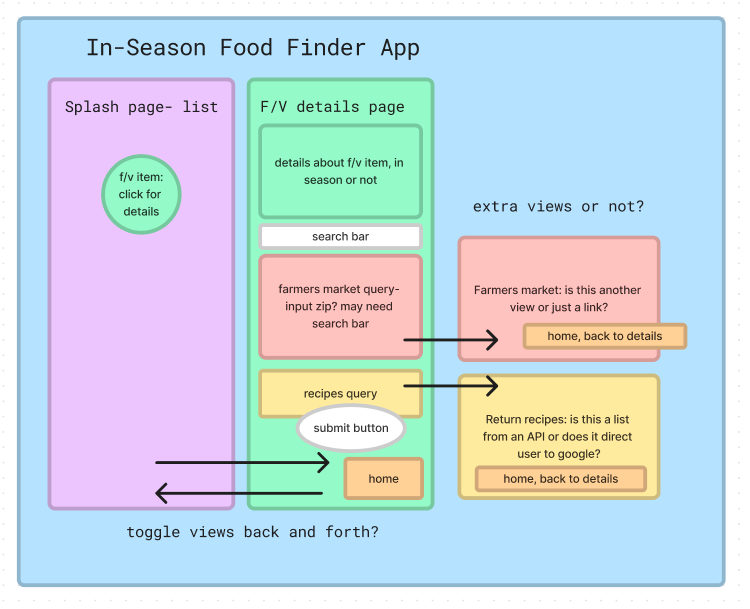 In-Season Food Finder App
Splash page- list
f/v item:
click for
details
F/V details page
details about f/v item, in
season or not
search bar
farmers market query-
input zip? may need
search bar
recipes query
submit button
home
toggle views back and forth?
extra views or not?
Farmers market: is this another
view or just a link?
home, back to details
Return recipes: is this a list
from an API or does it direct
user to google?
home, back to details